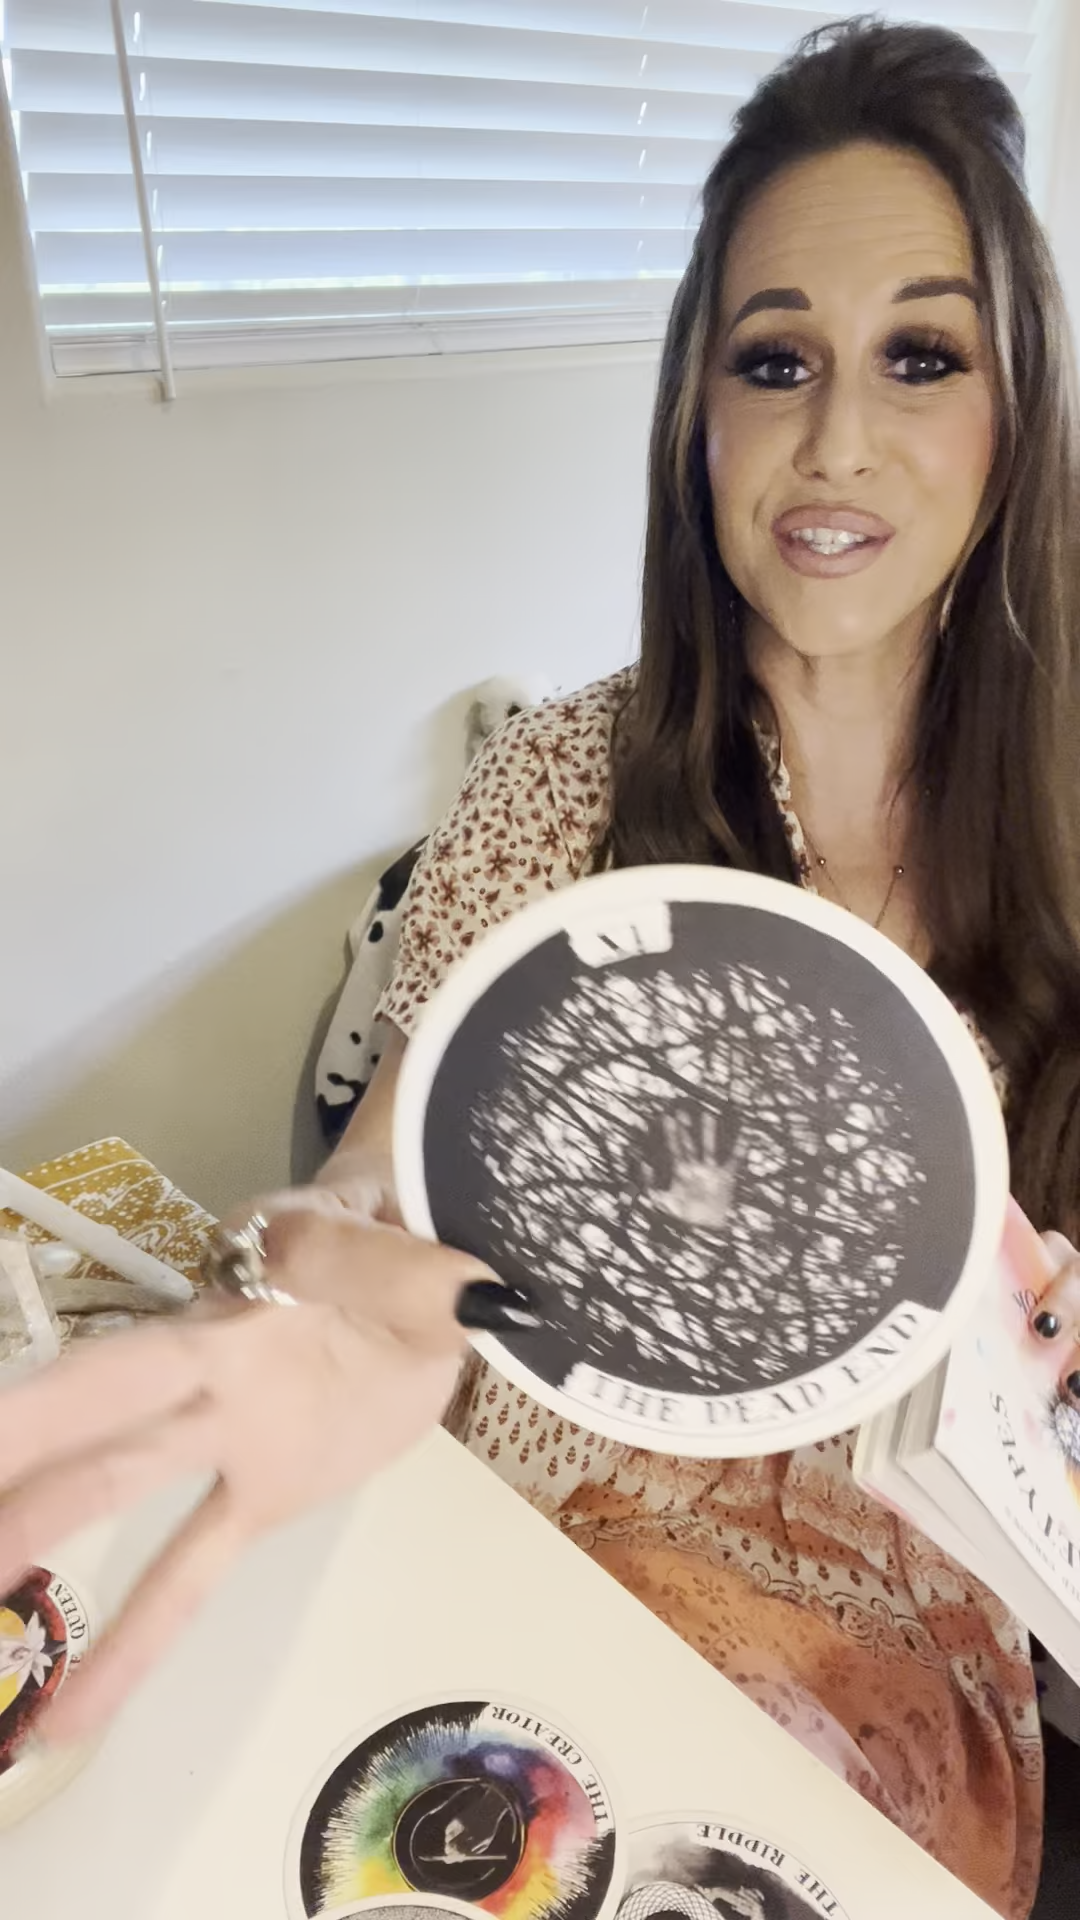 XI
THE DEAD END
QUEEN
THE CREATOR
THE RIDDLE